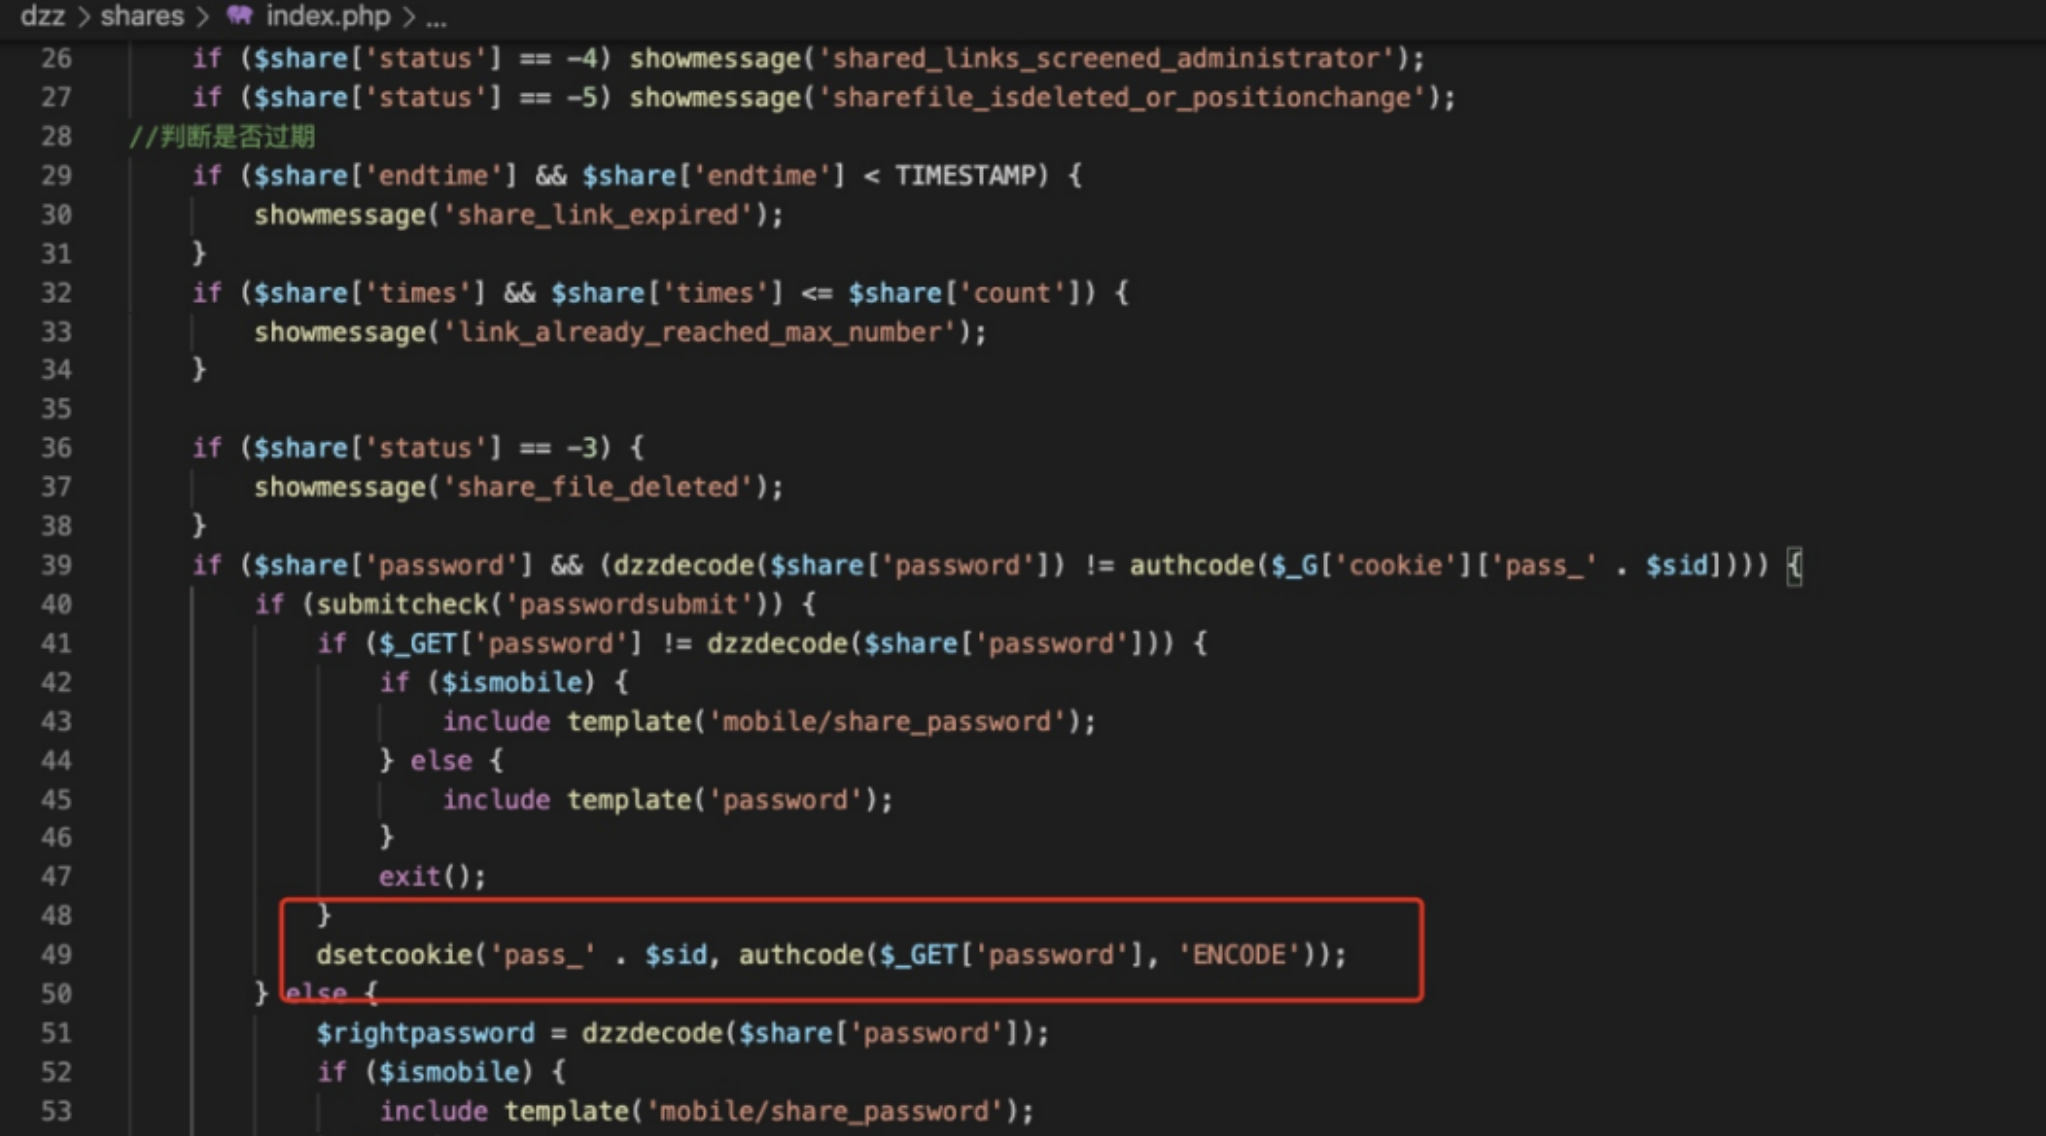 dzz > shares > index.php > ...
26 if ($share['status'] == -4) showmessage('shared_links_screened_administrator');
27 if ($share['status'] == -5) showmessage('sharefile_isdeleted_or_positionchange');
28 //判断是否过期
29 if ($share['endtime'] && $share['endtime'] < TIMESTAMP) {
30 showmessage('share_link_expired');
31 }
32 if ($share['times'] && $share['times'] <= $share['count']) {
33 showmessage('link_already_reached_max_number');
34 }
35
36 if ($share['status'] == -3) {
37 showmessage('share_file_deleted');
38 }
39 if ($share['password'] && (dzzdecode($share['password']) != authcode($_G['cookie']['pass_' . $sid]))) {
40 if (submitcheck('passwordsubmit')) {
41 if ($_GET['password'] != dzzdecode($share['password'])) {
42 if ($ismobile) {
43 include template('mobile/share_password');
44 } else {
45 include template('password');
46 }
47 exit();
48 }
49 dsetcookie('pass_' . $sid, authcode($_GET['password'], 'ENCODE'));
50 } else {
51 $rightpassword = dzzdecode($share['password']);
52 if ($ismobile) {
53 include template('mobile/share_password');